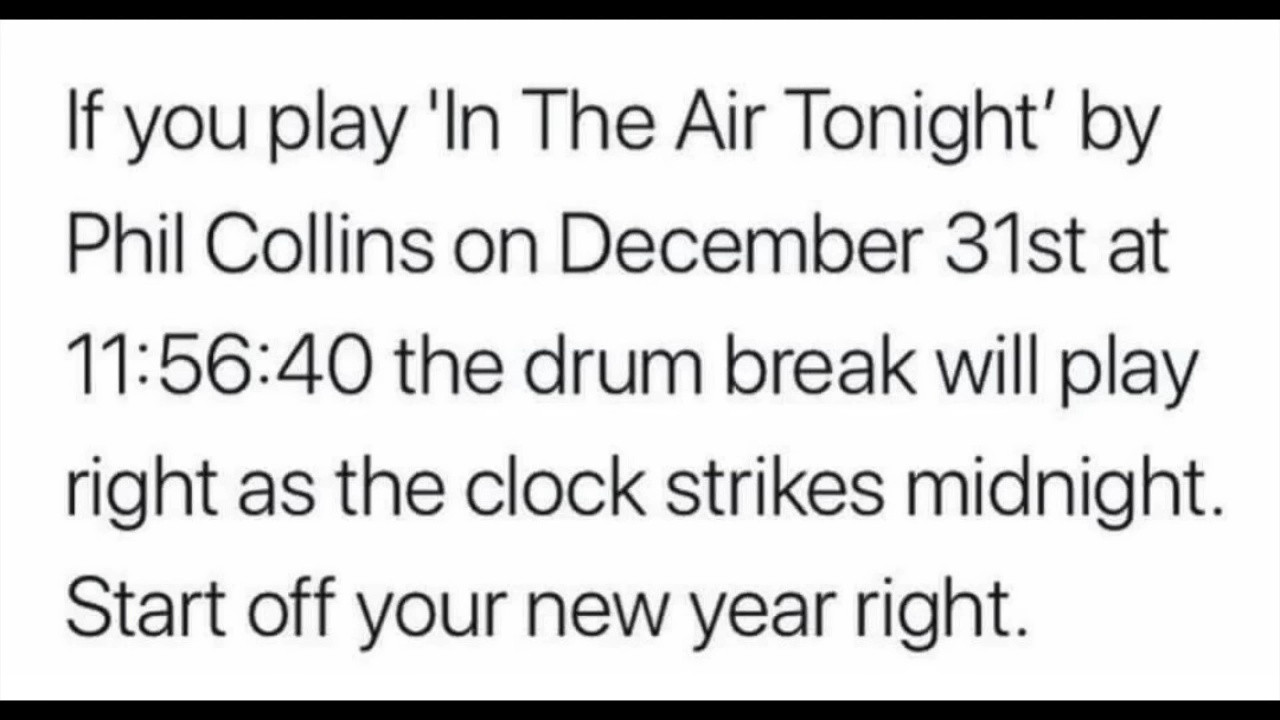 If you play 'In The Air Tonight’ by
Phil Collins on December 31st at
11:56:40 the drum break will play
right as the clock strikes midnight.
Start off your new year right.